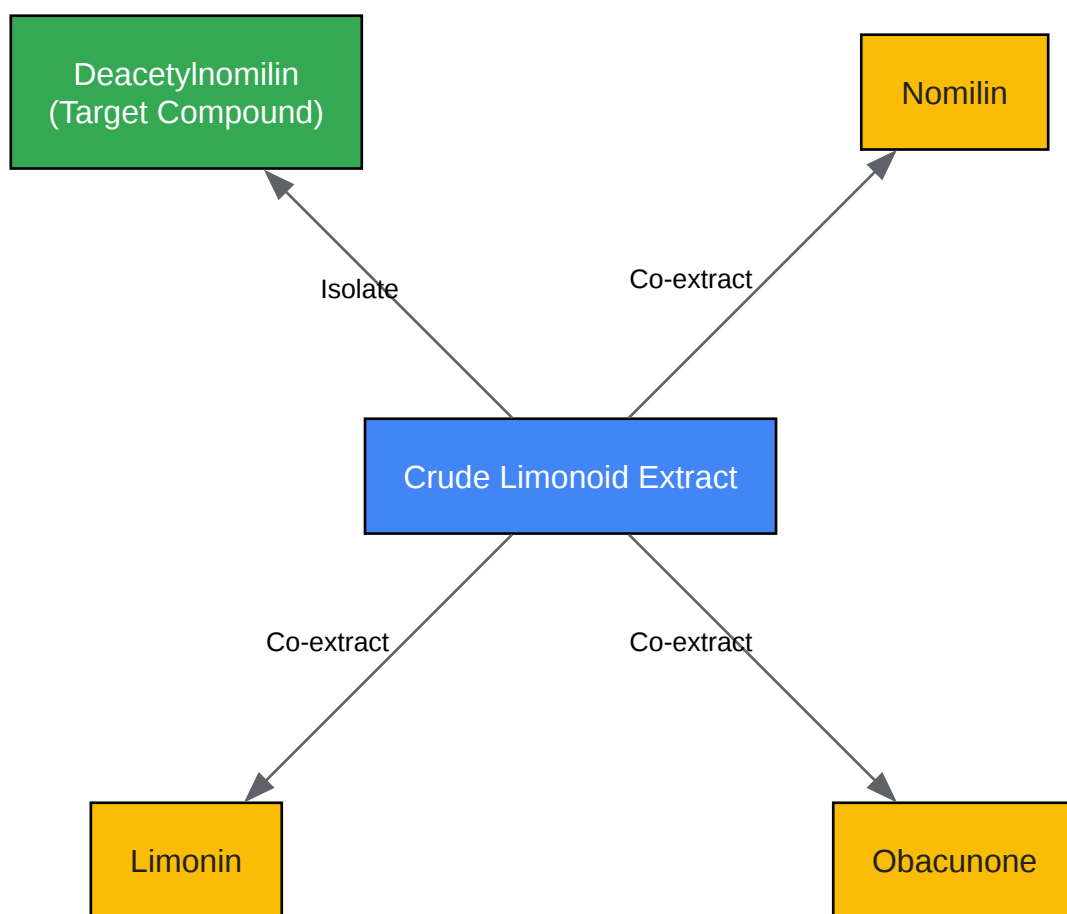 Deacetylnomilin
(Target Compound)
Nomilin
Isolate
Co-extract
Crude Limonoid Extract
Co-extract
Co-extract
Limonin
Obacunone